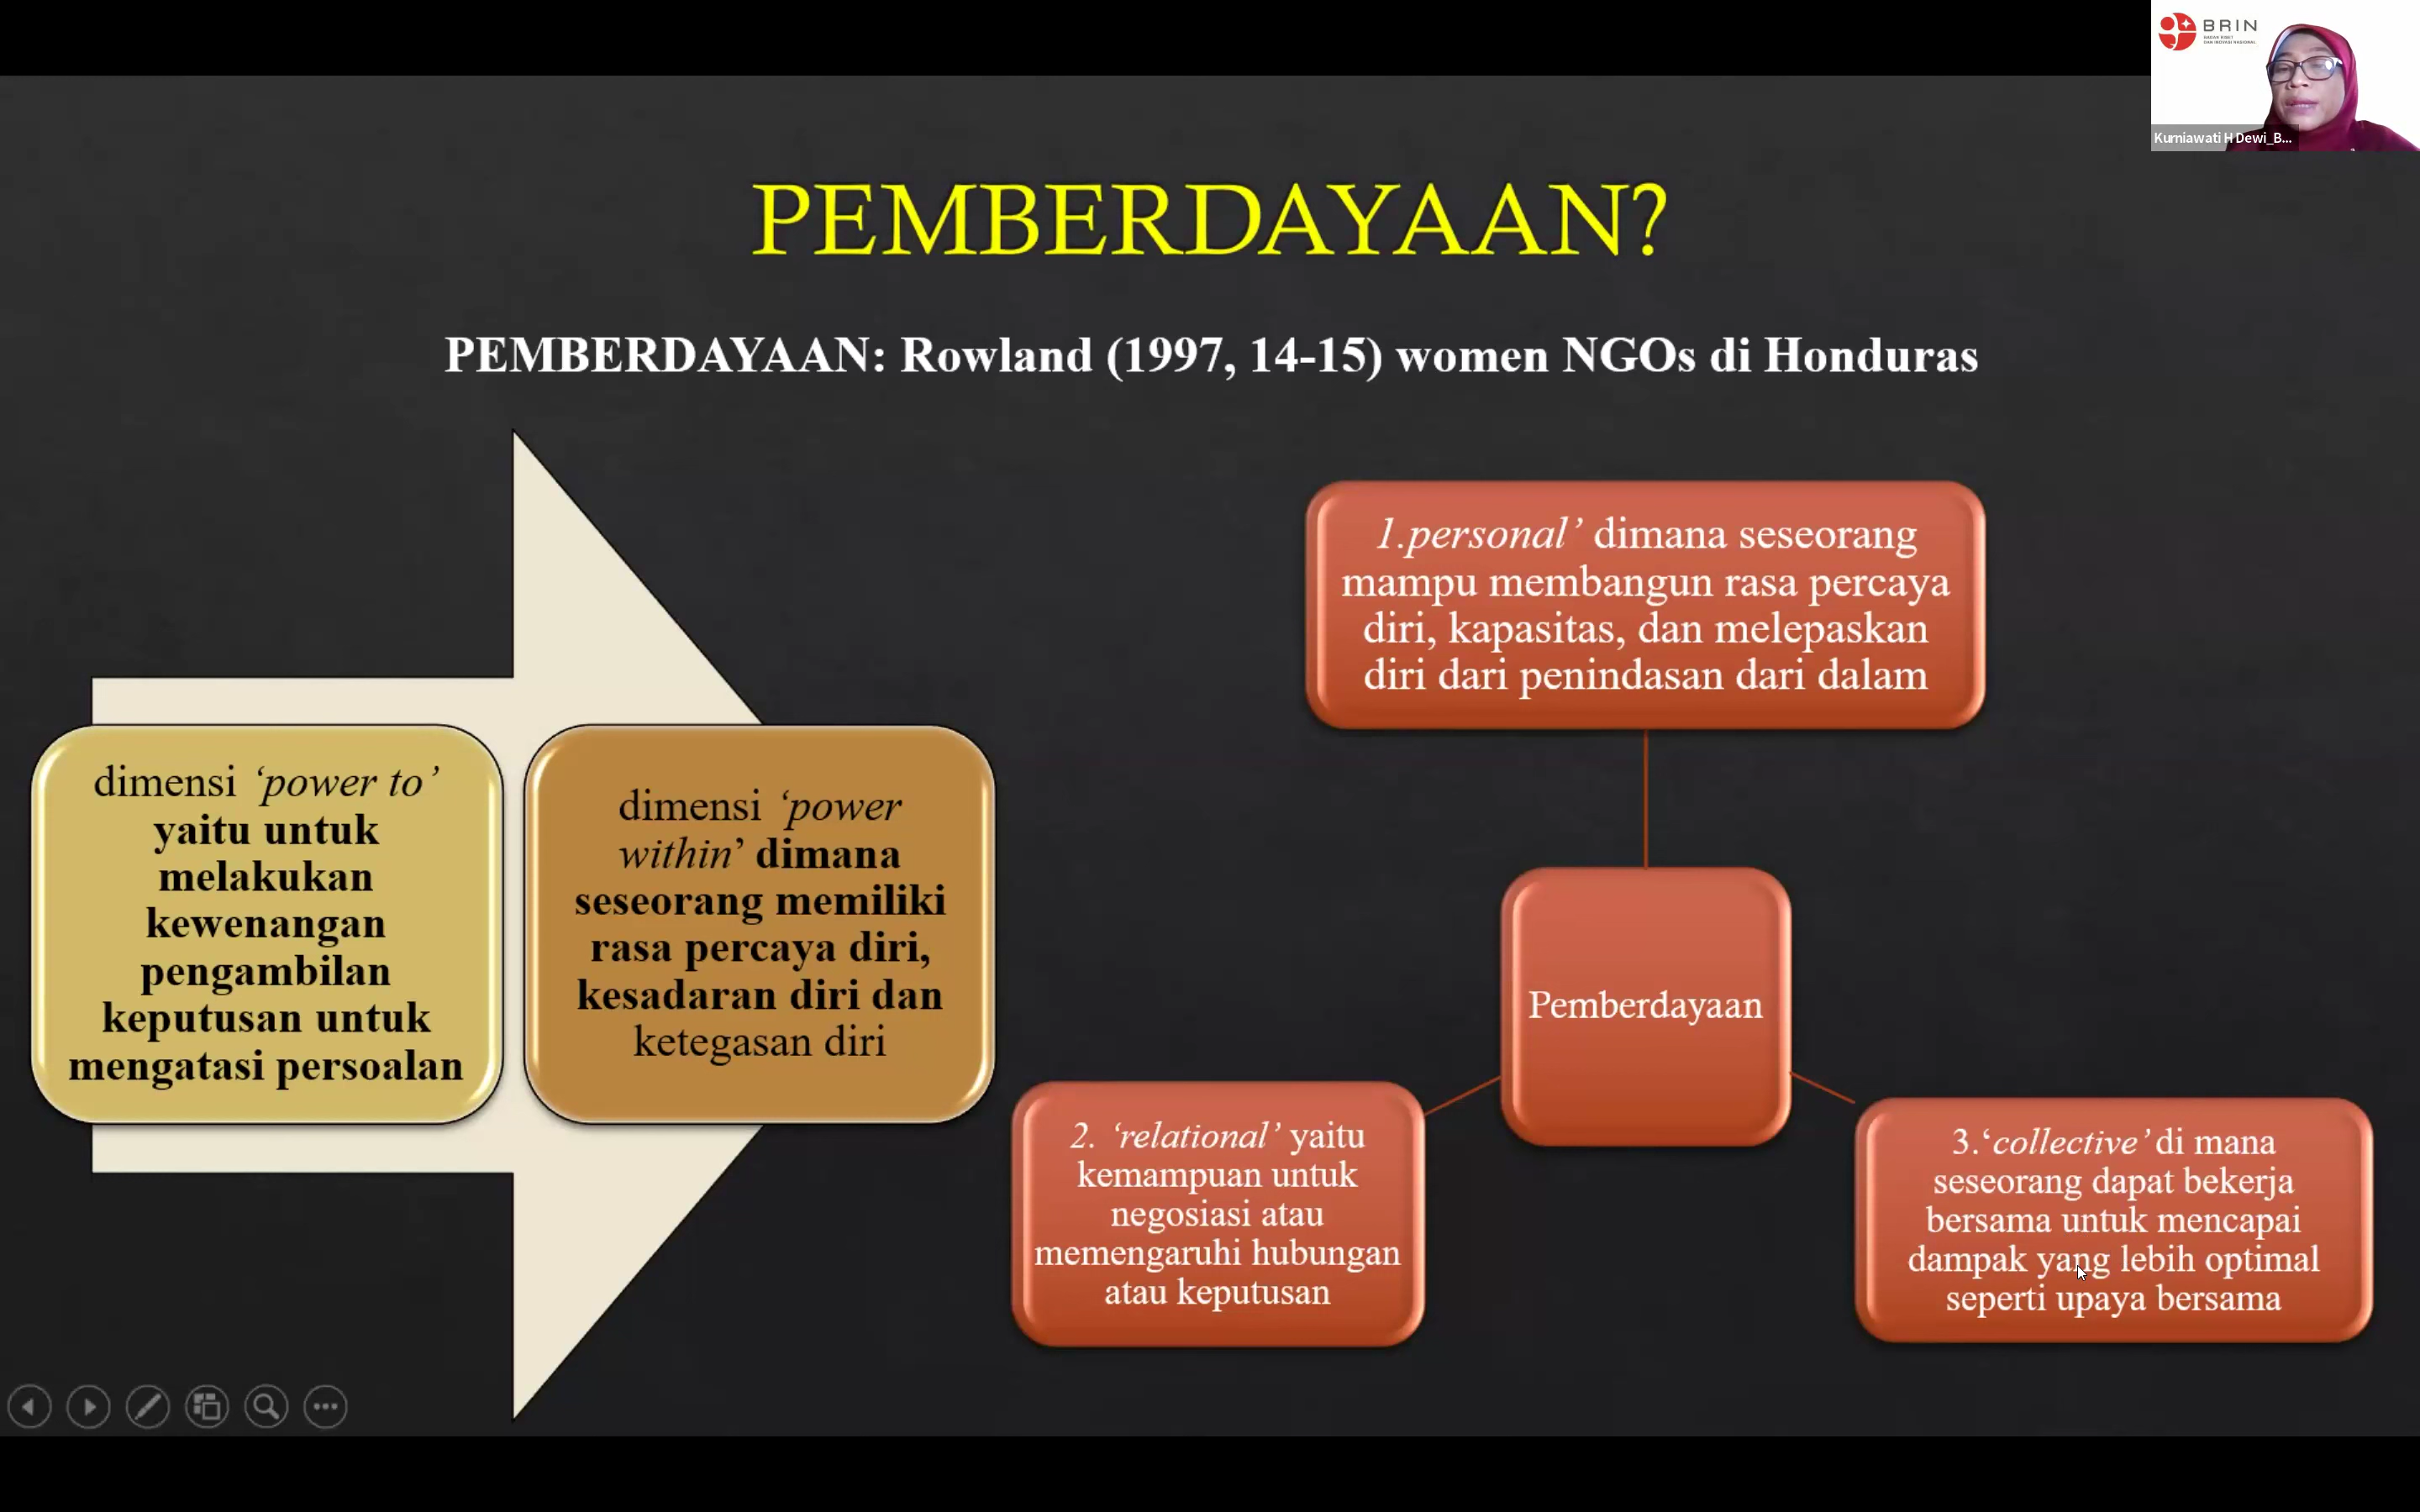 BRIN
Kurniawati H Dewi_B...
PEMBERDAYAAN?
PEMBERDAYAAN: Rowland (1997, 14-15) women NGOs di Honduras
dimensi ‘power to’
yaitu untuk
melakukan
kewenangan
pengambilan
keputusan untuk
mengatasi persoalan
dimensi ‘power
within’ dimana
seseorang memiliki
rasa percaya diri,
kesadaran diri dan
ketegasan diri
1.personal’ dimana seseorang
mampu membangun rasa percaya
diri, kapasitas, dan melepaskan
diri dari penindasan dari dalam
Pemberdayaan
2. ‘relational’ yaitu
kemampuan untuk
negosiasi atau
memengaruhi hubungan
atau keputusan
3.‘collective’ di mana
seseorang dapat bekerja
bersama untuk mencapai
dampak yang lebih optimal
seperti upaya bersama